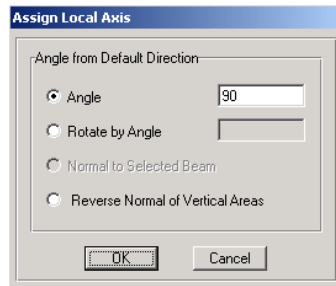 Assign Local Axis
Angle from Default Direction
Angle 90
Rotate by Angle
Normal to Selected Beam
Reverse Normal of Vertical Areas
OK Cancel